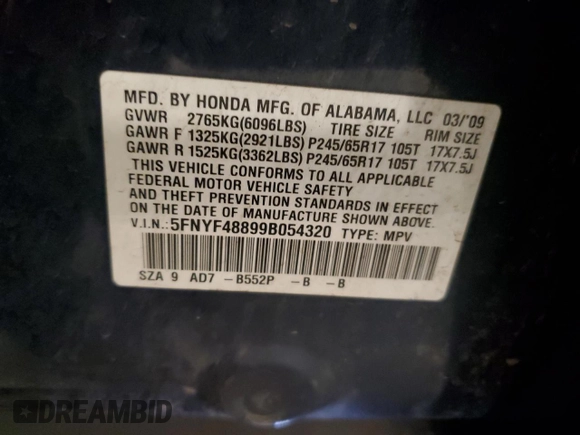 MFD. BY HONDA MFG. OF ALABAMA, LLC 03/'09
GVWR 2765KG(6096LBS) TIRE SIZE RIM SIZE
GAWR F 1325KG(2921LBS) P245/65R17 105T 17X7.5J
GAWR R 1525KG(3362LBS) P245/65R17 105T 17X7.5J
THIS VEHICLE CONFORMS TO ALL APPLICABLE
FEDERAL MOTOR VEHICLE SAFETY
AND THEFT PREVENTION STANDARDS IN EFFECT
ON THE DATE OF MANUFACTURE SHOWN ABOVE.
V.I.N.: 5FNYF48899B054320 TYPE: MPV
SZA 9 AD7 -B552P -B -B
DREAMBID